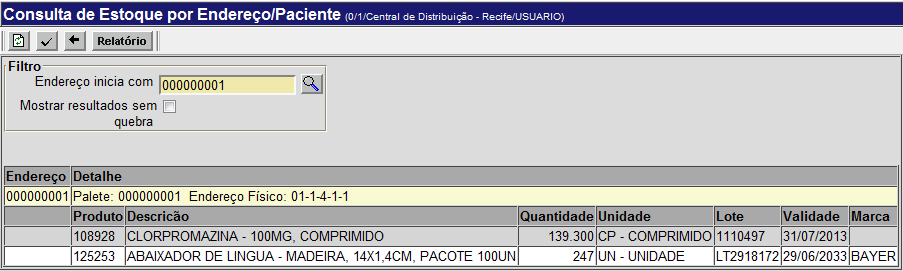 Consulta de Estoque por Endereço/Paciente (0/1/Central de Distribuição - Recife/USUARIO)
Relatório
Filtro
Endereço inicia com 000000001
Mostrar resultados sem
quebra
Endereço Detalhe
000000001 Palete: 000000001 Endereço Físico: 01-1-4-1-1
Produto Descricão Quantidade Unidade Lote Validade Marca
108928 CLORPROMAZINA - 100MG, COMPRIMIDO 139.300 CP - COMPRIMIDO 1110497 31/07/2013
125253 ABAIXADOR DE LINGUA - MADEIRA, 14X1,4CM, PACOTE 100UN 247 UN - UNIDADE LT2918172 29/06/2033 BAYER